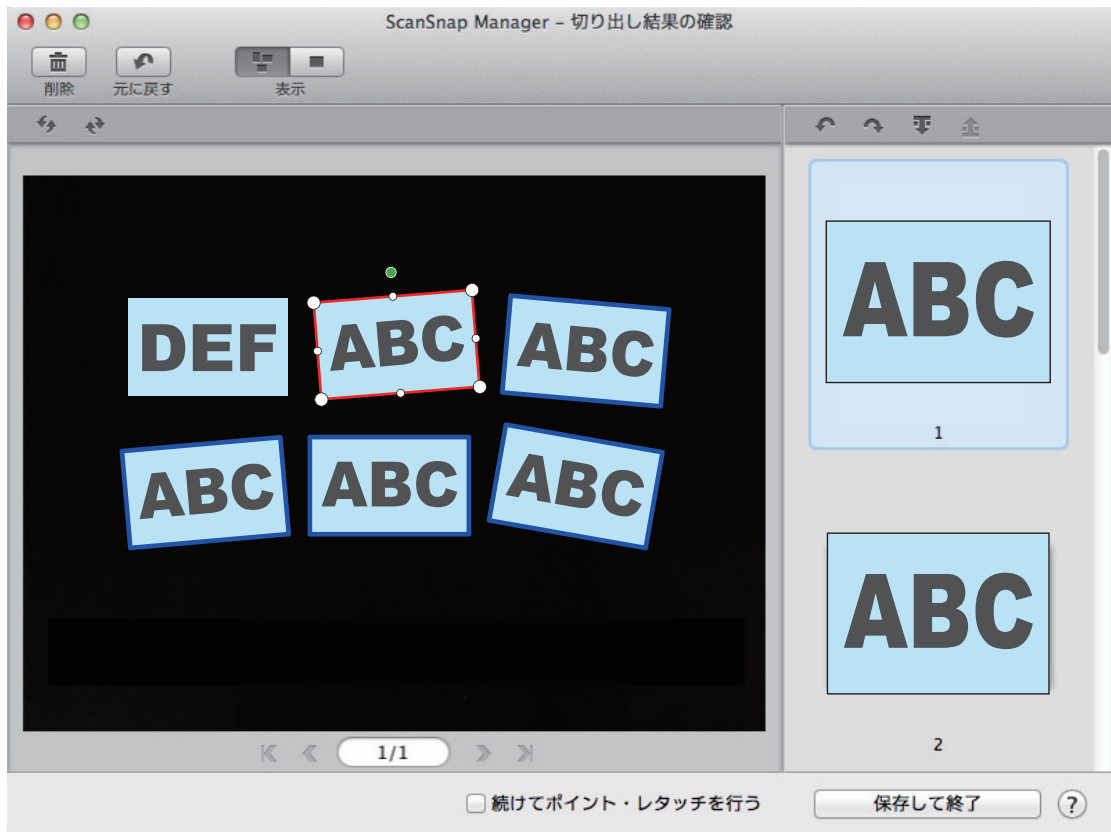 ScanSnap Manager – 切り出し結果の確認
削除 元に戻す 表示
DEF ABC ABC
ABC ABC ABC
1/1
ABC
1
ABC
2
続けてポイント・レタッチを行う 保存して終了 ?